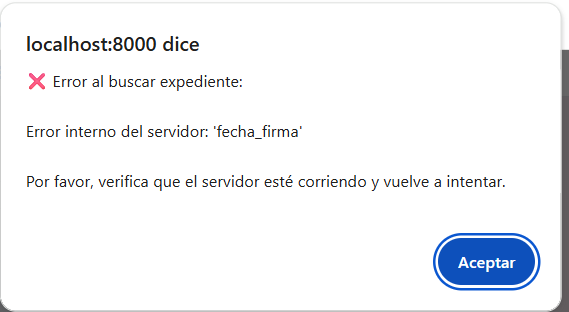 localhost:8000 dice
❌ Error al buscar expediente:
Error interno del servidor: 'fecha_firma'
Por favor, verifica que el servidor esté corriendo y vuelve a intentar.
Aceptar